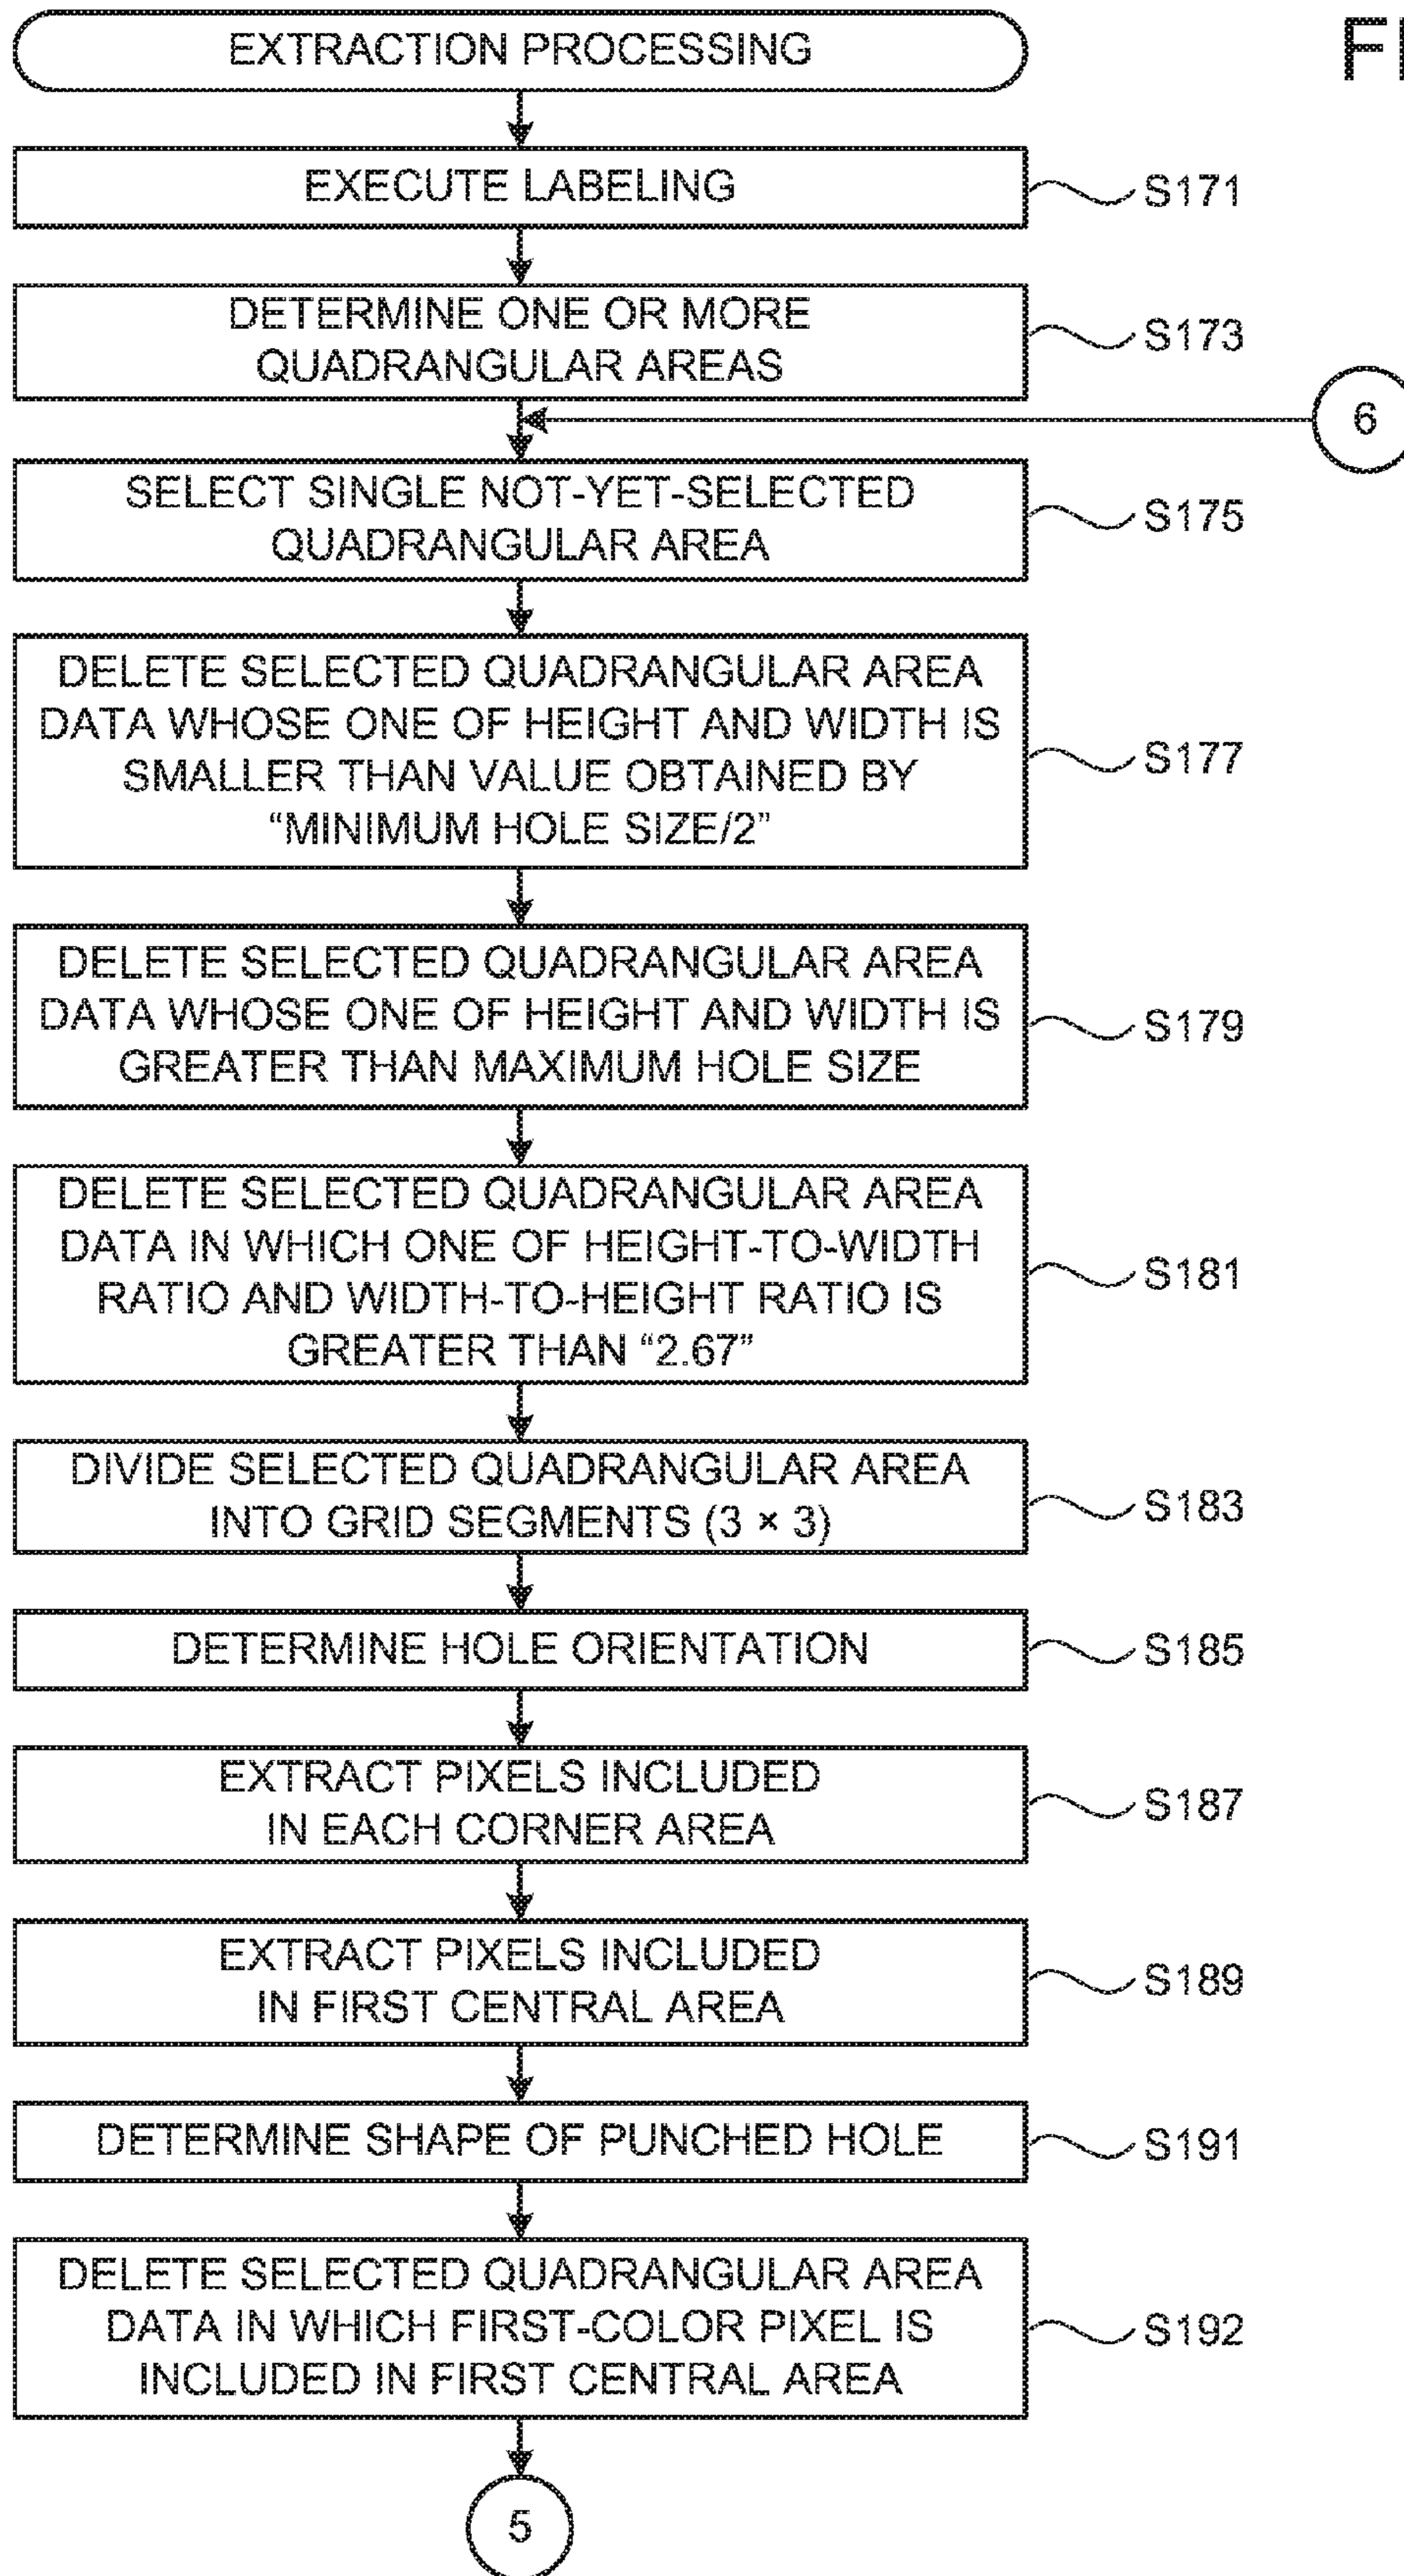 EXTRACTION PROCESSING
EXECUTE LABELING
S171
DETERMINE ONE OR MORE
QUADRANGULAR AREAS
S173
6
SELECT SINGLE NOT-YET-SELECTED
QUADRANGULAR AREA
S175
DELETE SELECTED QUADRANGULAR AREA
DATA WHOSE ONE OF HEIGHT AND WIDTH IS
SMALLER THAN VALUE OBTAINED BY
“MINIMUM HOLE SIZE/2”
S177
DELETE SELECTED QUADRANGULAR AREA
DATA WHOSE ONE OF HEIGHT AND WIDTH IS
GREATER THAN MAXIMUM HOLE SIZE
S179
DELETE SELECTED QUADRANGULAR AREA
DATA IN WHICH ONE OF HEIGHT-TO-WIDTH
RATIO AND WIDTH-TO-HEIGHT RATIO IS
GREATER THAN “2.67”
S181
DIVIDE SELECTED QUADRANGULAR AREA
INTO GRID SEGMENTS (3 × 3)
S183
DETERMINE HOLE ORIENTATION
S185
EXTRACT PIXELS INCLUDED
IN EACH CORNER AREA
S187
EXTRACT PIXELS INCLUDED
IN FIRST CENTRAL AREA
S189
DETERMINE SHAPE OF PUNCHED HOLE
S191
DELETE SELECTED QUADRANGULAR AREA
DATA IN WHICH FIRST-COLOR PIXEL IS
INCLUDED IN FIRST CENTRAL AREA
S192
5